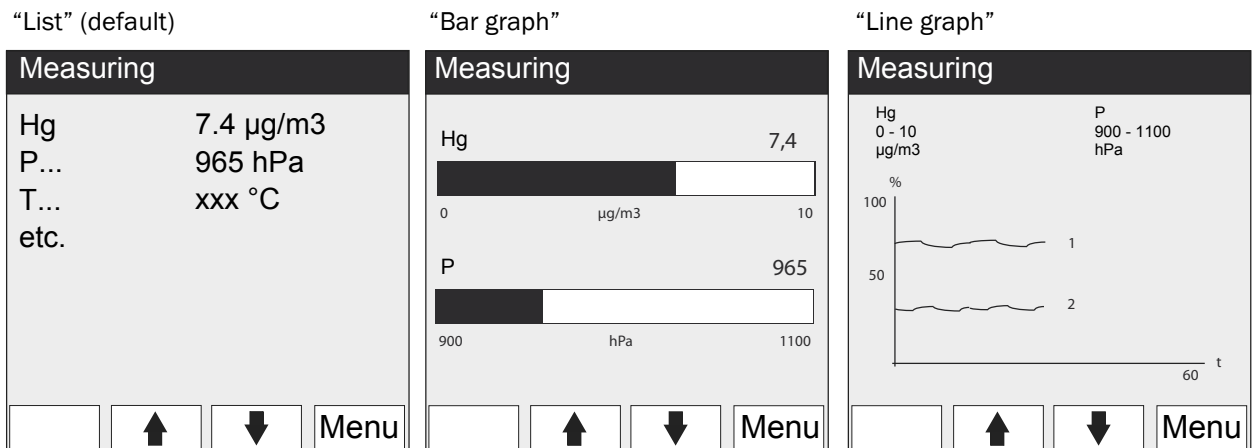 “List” (default)
“Bar graph”
“Line graph”
Measuring
Hg 7.4 µg/m3
P... 965 hPa
T... xxx °C
etc.
Menu
Measuring
Hg 7,4
0 µg/m3 10
P 965
900 hPa 1100
Menu
Measuring
Hg P
0 - 10 900 - 1100
µg/m3 hPa
%
100
1
50
2
t
60
Menu